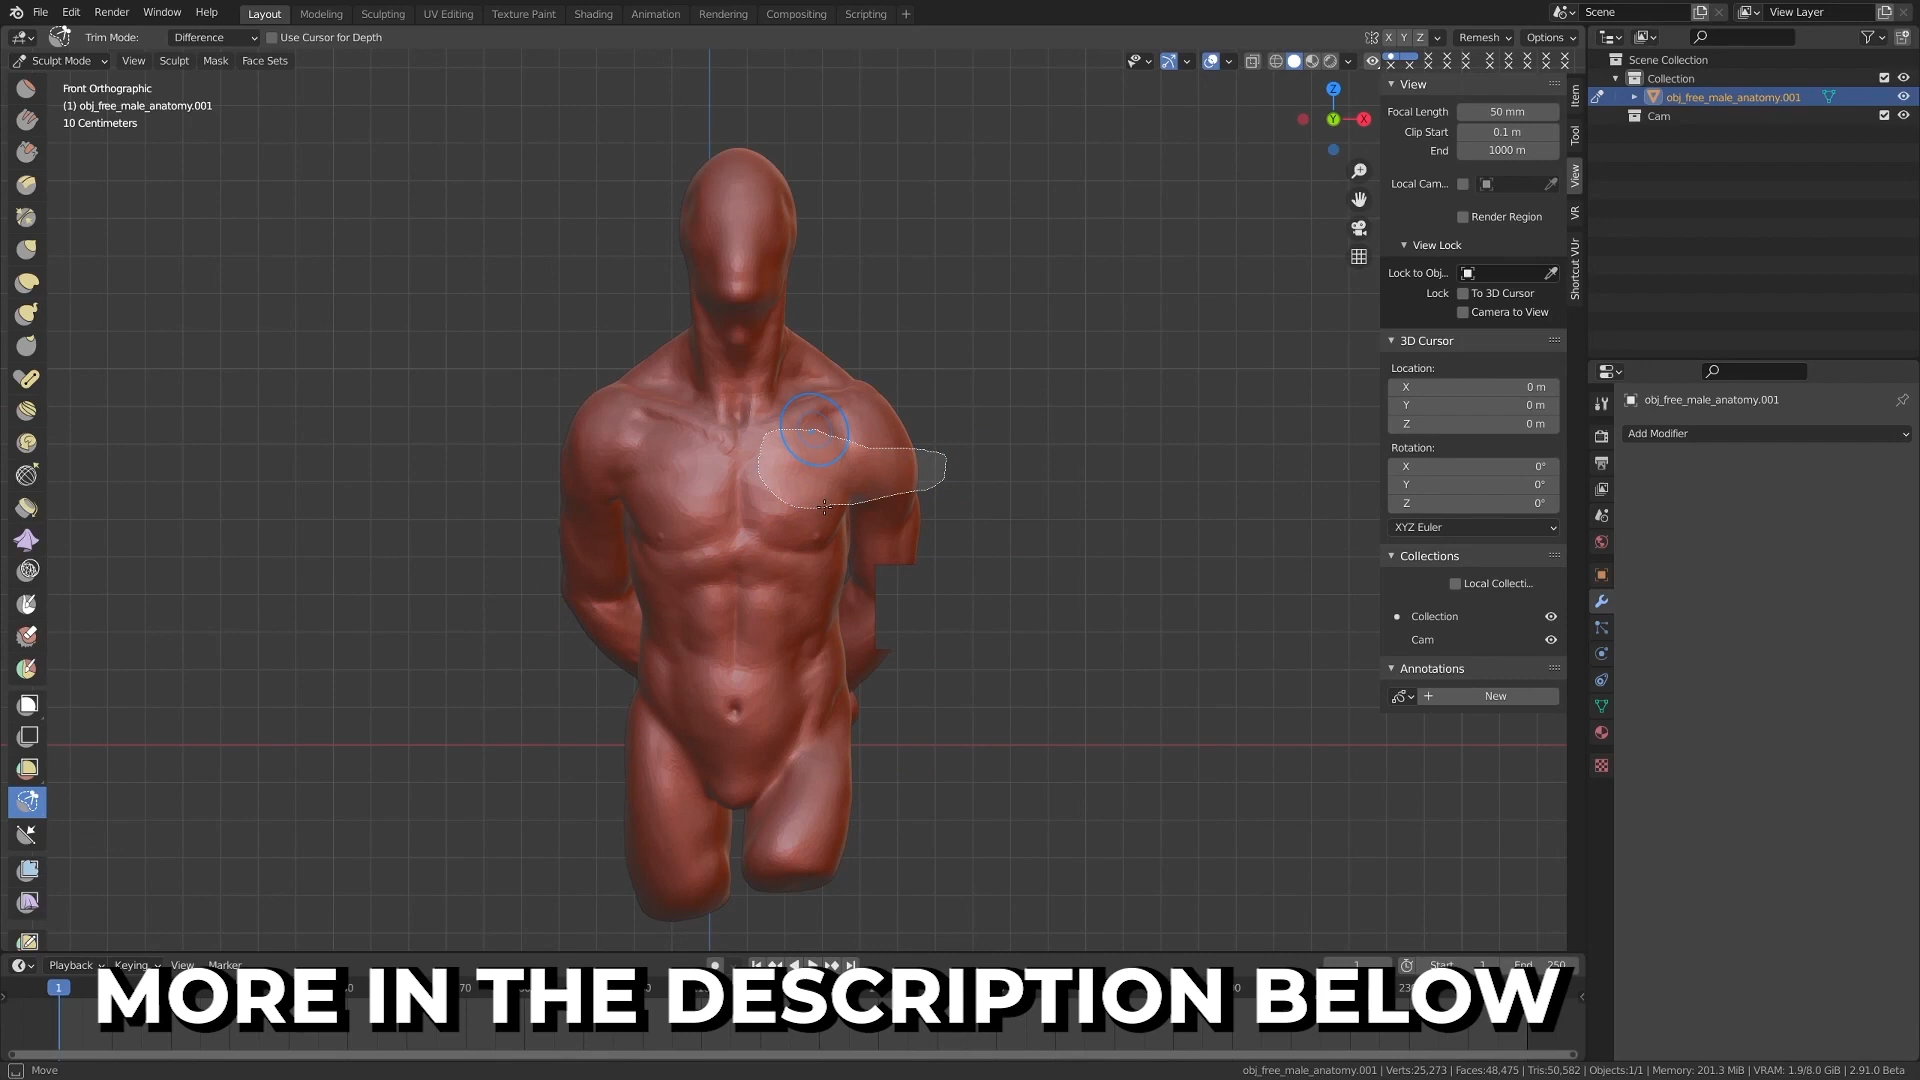 File Edit Render Window Help Layout Modeling Sculpting UV Editing Texture Paint Shading Animation Rendering Compositing Scripting + Scene View Layer
Trim Mode: Difference Use Cursor for Depth X Y Z Remesh Options
Sculpt Mode View Sculpt Mask Face Sets
Front Orthographic
(1) obj_free_male_anatomy.001
10 Centimeters
Z
Y
X
View
Focal Length 50 mm
Clip Start 0.1 m
End 1000 m
Local Cam...
Render Region
View Lock
Lock to Obj...
Lock To 3D Cursor
Camera to View
3D Cursor
Location:
X 0 m
Y 0 m
Z 0 m
Rotation:
X 0°
Y 0°
Z 0°
XYZ Euler
Collections
Local Collecti...
Collection
Cam
Annotations
+ New
Item
Tool
View
VR
Shortcut VUr
Scene Collection
Collection
obj_free_male_anatomy.001
Cam
obj_free_male_anatomy.001
Add Modifier
Playback Keying View Marker 1 Start 1 End 250
1
MORE IN THE DESCRIPTION BELOW
Move
obj_free_male_anatomy.001 | Verts:25,273 | Faces:48,475 | Tris:50,582 | Objects:1/1 | Memory: 201.3 MiB | VRAM: 1.9/8.0 GiB | 2.91.0 Beta